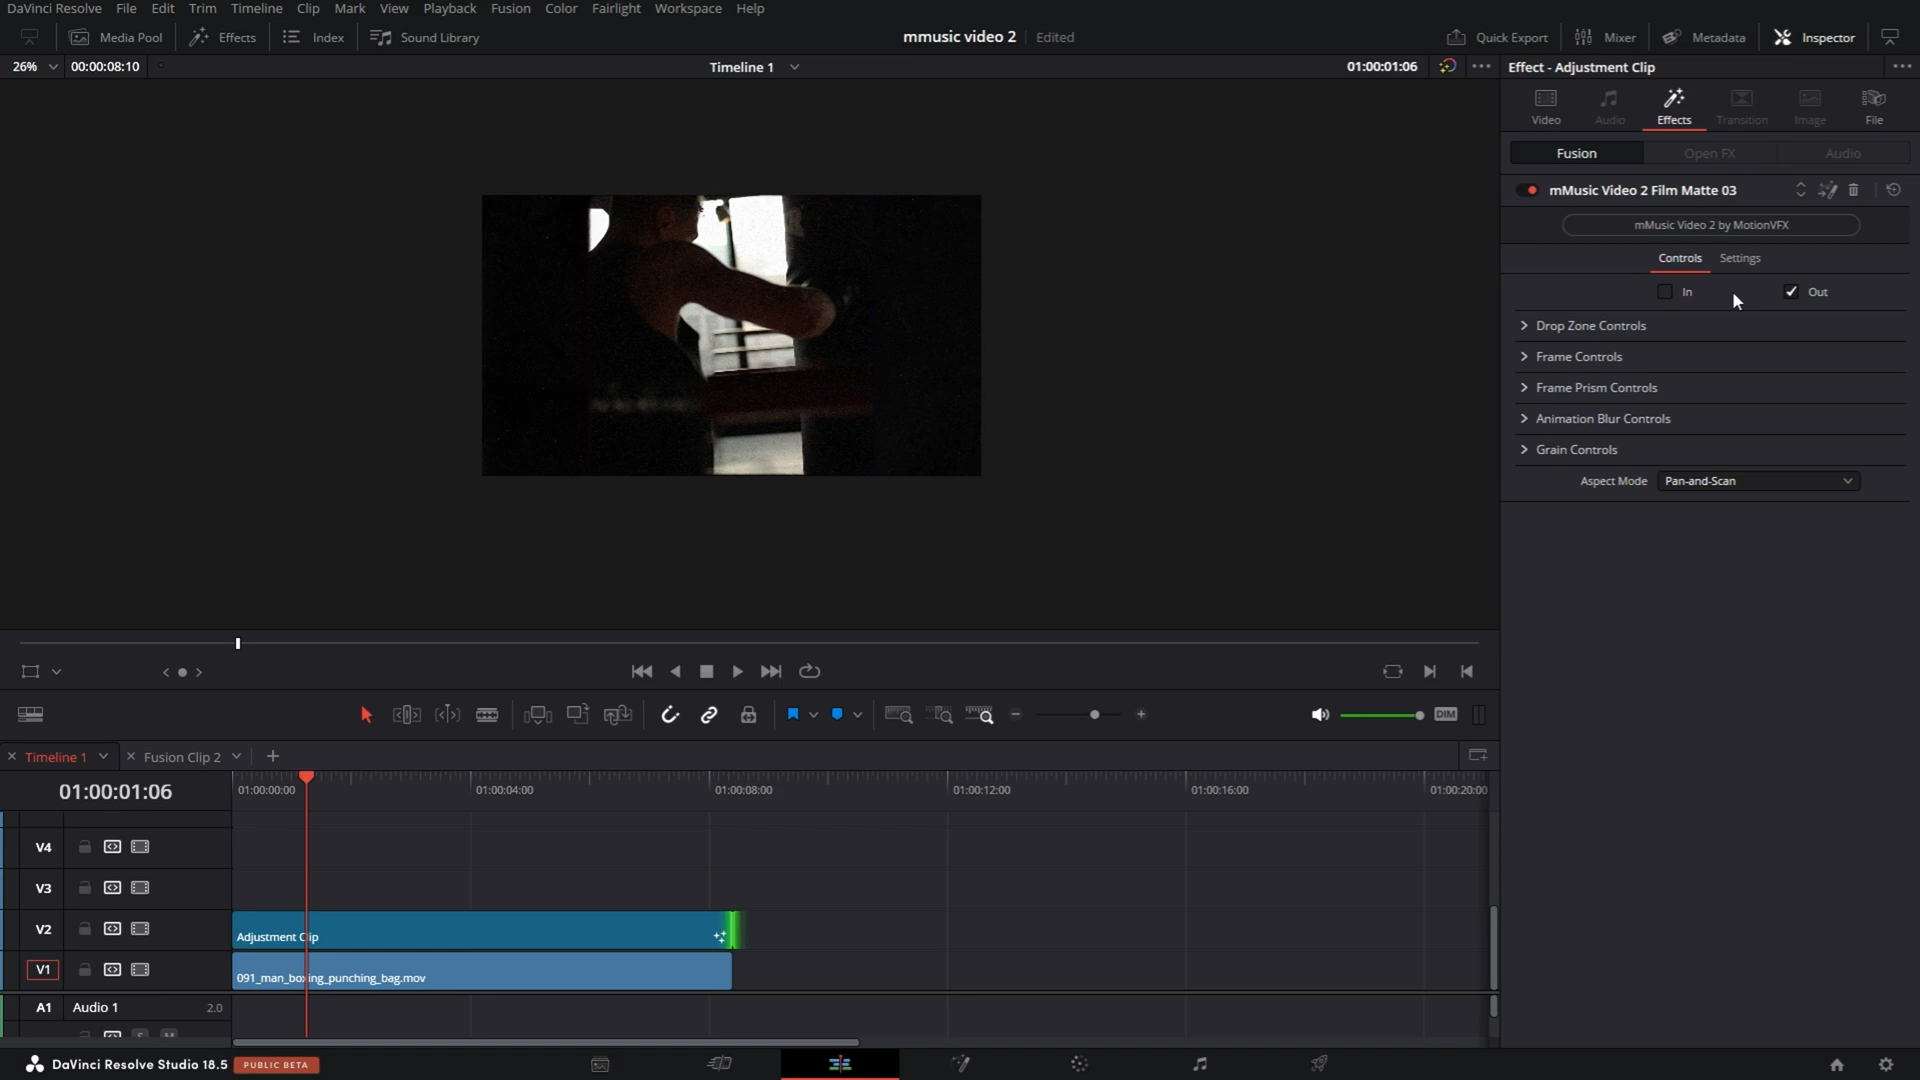 DaVinci Resolve File Edit Trim Timeline Clip Mark View Playback Fusion Color Fairlight Workspace Help
Media Pool Effects Index Sound Library mmusic video 2 Edited Quick Export Mixer Metadata Inspector
26% 00:00:08:10 Timeline 1 01:00:01:06 Effect - Adjustment Clip
Video Audio Effects Transition Image File
Fusion Open FX Audio
mMusic Video 2 Film Matte 03
mMusic Video 2 by MotionVFX
Controls Settings
In Out
Drop Zone Controls
Frame Controls
Frame Prism Controls
Animation Blur Controls
Grain Controls
Aspect Mode Pan-and-Scan
DIM
Timeline 1 Fusion Clip 2
01:00:01:06 01:00:00:00 01:00:04:00 01:00:08:00 01:00:12:00 01:00:16:00 01:00:20:00
V4
V3
V2 Adjustment Clip
V1 091_man_boxing_punching_bag.mov
A1 Audio 1 2.0
S M
DaVinci Resolve Studio 18.5 PUBLIC BETA